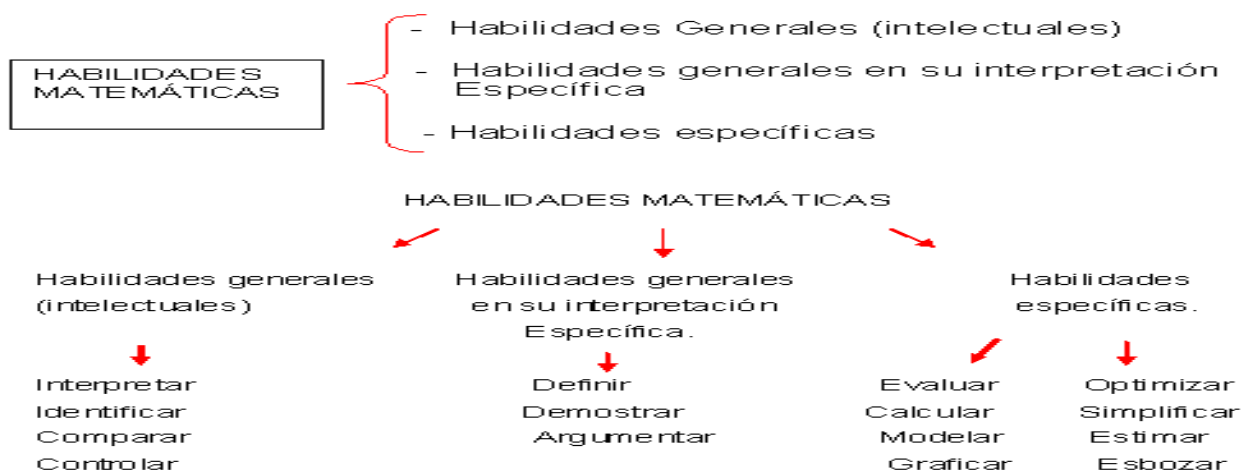 HABILIDADES
MATEMÁTICAS
- Habilidades Generales (intelectuales)
- Habilidades generales en su interpretación
Específica
- Habilidades específicas
HABILIDADES MATEMÁTICAS
Habilidades generales
(intelectuales)
Habilidades generales
en su interpretación
Específica.
Habilidades
específicas.
Interpretar
Identificar
Comparar
Controlar
Definir
Demostrar
Argumentar
Evaluar
Calcular
Modelar
Graficar
Optimizar
Simplificar
Estimar
Esbozar